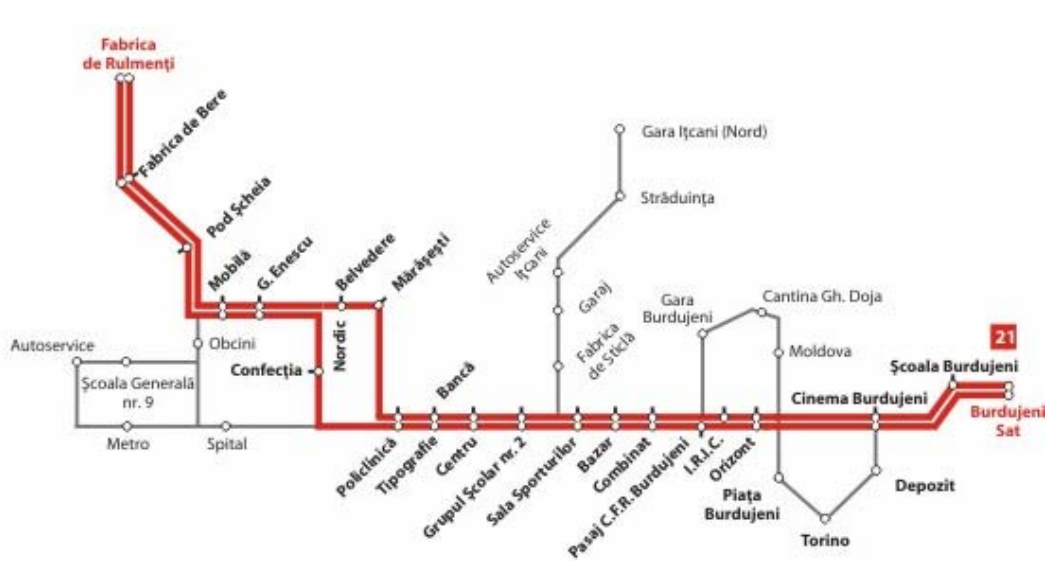 Fabrica
de Rulmenți
Fabrica de Bere
Pod Șcheia
Mobilă
G. Enescu
Belvedere
Mărășești
Nordic
Confecția
Obcini
Autoservice
Școala Generală
nr. 9
Metro
Spital
Gara Ițcani (Nord)
Străduința
Autoservice
Ițcani
Garaj
Fabrica
de Sticlă
Gara
Burdujeni
Cantina Gh. Doja
Moldova
21
Școala Burdujeni
Cinema Burdujeni
Burdujeni
Sat
Bancă
Policlinică
Tipografie
Centru
Grupul Școlar nr. 2
Sala Sporturilor
Bazar
Combinat
Pasaj C.F.R. Burdujeni
I.R.I.C.
Orizont
Piața
Burdujeni
Torino
Depozit